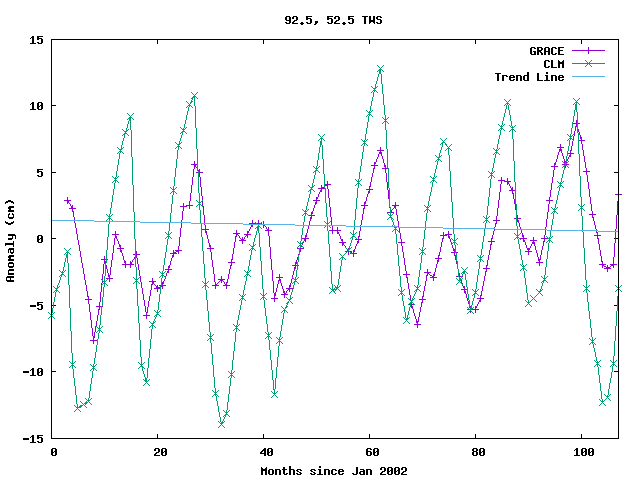 92.5, 52.5 TWS
GRACE
CLM
Trend Line
15
10
5
0
-5
-10
-15
Anomaly (cm)
0 20 40 60 80 100
Months since Jan 2002